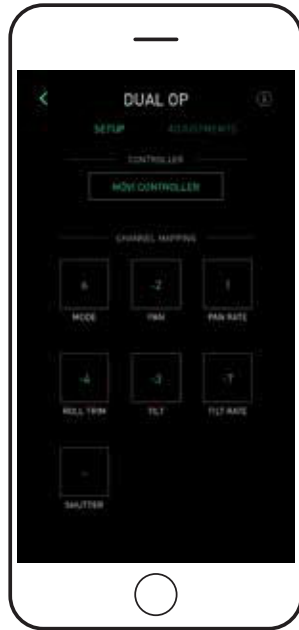 DUAL OP
SETUP ADJUSTMENTS
CONTROLLER
MŌVI CONTROLLER
CHANNEL MAPPING
6 -2 1
MODE PAN PAN RATE
-4 -3 -7
ROLL TRIM TILT TILT RATE
–
SHUTTER